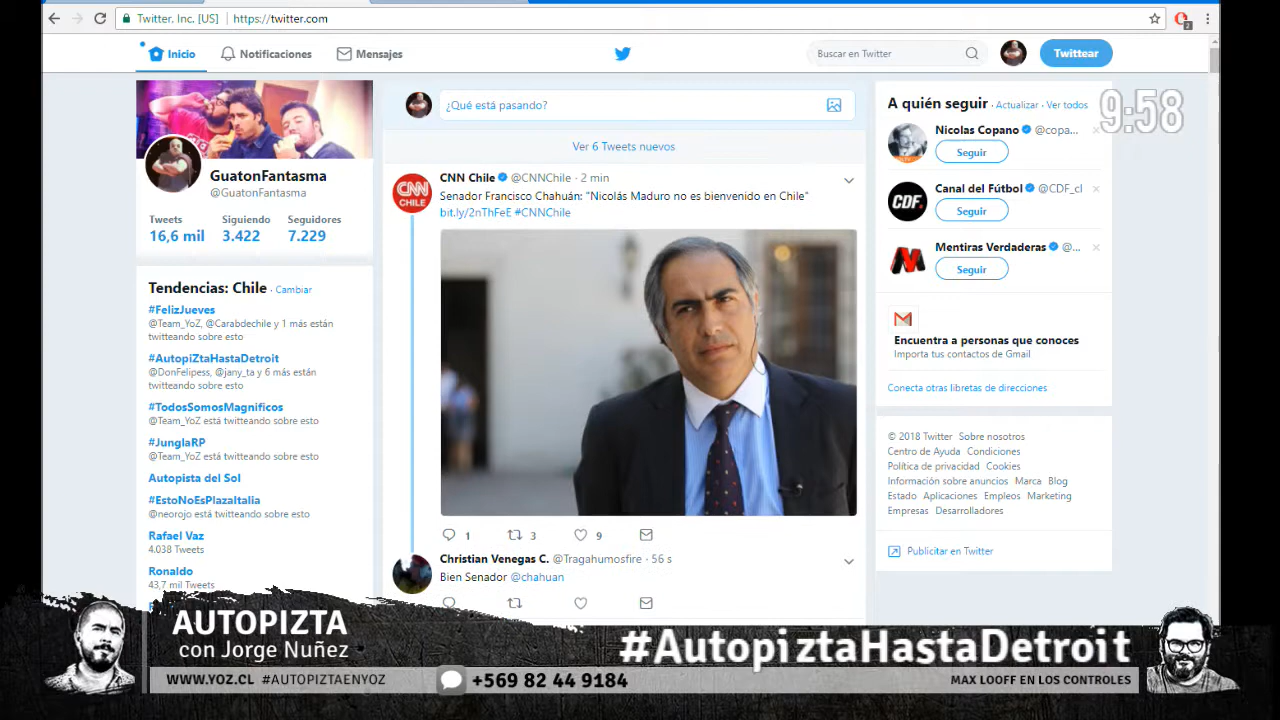 Twitter. Inc. [US]
https://twitter.com
2
Inicio
Notificaciones
Mensajes
Buscar en Twitter
Twittear
GuatonFantasma
@GuatonFantasma
Tweets Siguiendo Seguidores
16,6 mil 3.422 7.229
Tendencias: Chile · Cambiar
#FelizJueves
@Team_YoZ, @Carabdechile y 1 más están
twitteando sobre esto
#AutopiZtaHastaDetroit
@DonFelipess, @jany_ta y 6 más están
twitteando sobre esto
#TodosSomosMagníficos
@Team_YoZ está twitteando sobre esto
#JunglaRP
@Team_YoZ está twitteando sobre esto
Autopista del Sol
#EstoNoEsPlazaItalia
@neorojo está twitteando sobre esto
Rafael Vaz
4.038 Tweets
Ronaldo
43,7 mil Tweets
¿Qué está pasando?
Ver 6 Tweets nuevos
CNN
CHILE
CNN Chile @CNNChile · 2 min
Senador Francisco Chahuán: "Nicolás Maduro no es bienvenido en Chile"
bit.ly/2nThFeE #CNNChile
1 3 9
Christian Venegas C. @Tragahumosfire · 56 s
Bien Senador @chahuan
A quién seguir · Actualizar · Ver todos
9:58
Nicolas Copano @copa...
Seguir
CDF
Canal del Fútbol @CDF_cl
Seguir
Mentiras Verdaderas @...
Seguir
Encuentra a personas que conoces
Importa tus contactos de Gmail
Conecta otras libretas de direcciones
© 2018 Twitter Sobre nosotros
Centro de Ayuda Condiciones
Política de privacidad Cookies
Información sobre anuncios Marca Blog
Estado Aplicaciones Empleos Marketing
Empresas Desarrolladores
Publicitar en Twitter
AUTOPIZTA
con Jorge Nuñez
#AutopiztaHastaDetroit
WWW.YOZ.CL #AUTOPIZTAENYOZ
+569 82 44 9184
MAX LOOFF EN LOS CONTROLES